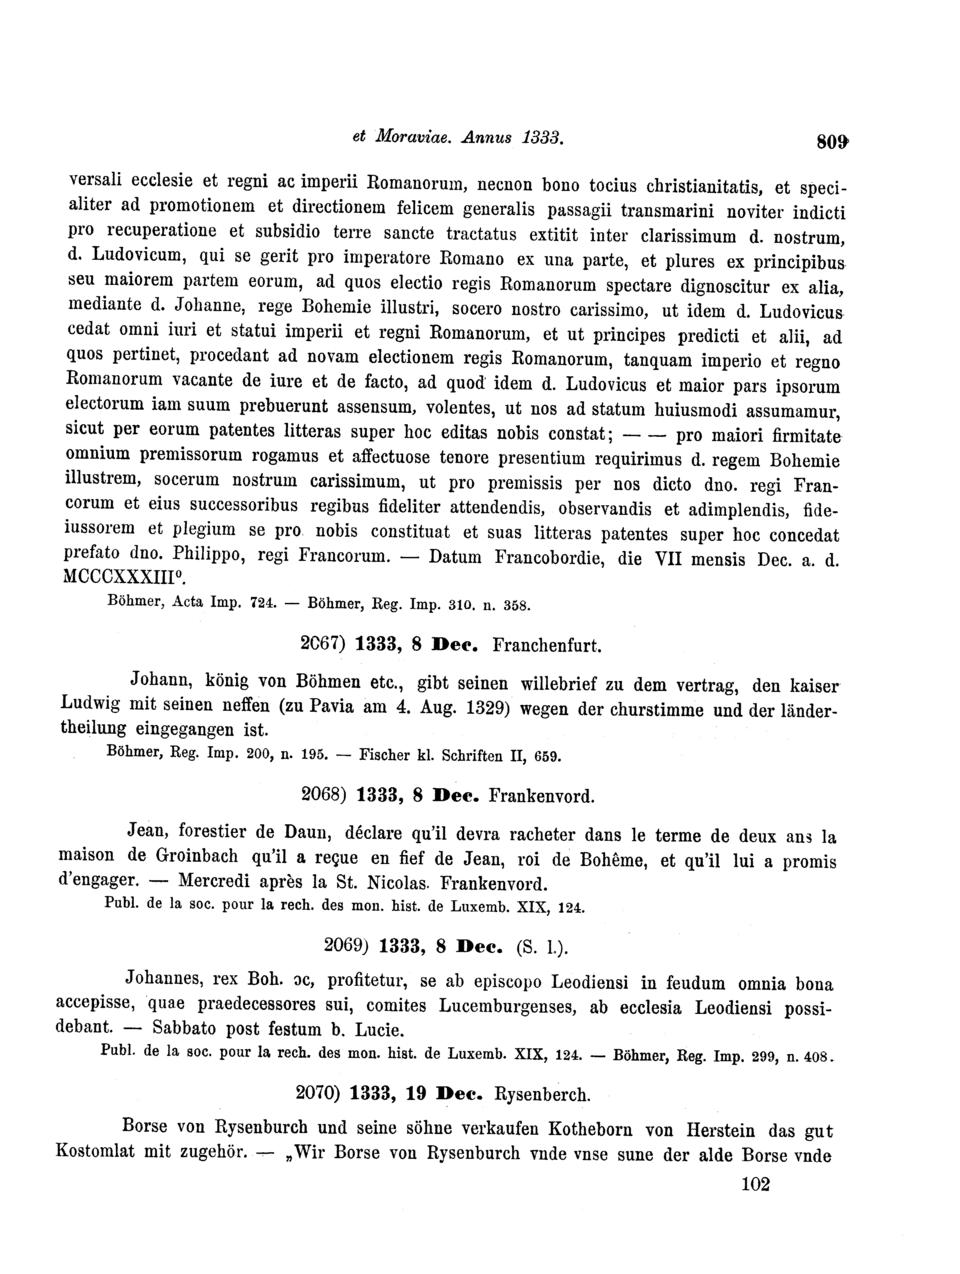 et Moraviae. Annus 1333.
809
versali ecclesie et regni ac imperii Romanorum, necnon bono tocius christianitatis, et speci-
aliter ad promotionem et directionem felicem generalis passagii transmarini noviter indicti
pro recuperatione et subsidio terre sancte tractatus extitit inter clarissimum d. nostrum,
d. Ludovicum, qui se gerit pro imperatore Romano ex una parte, et plures ex principibus
seu maiorem partem eorum, ad quos electio regis Romanorum spectare dignoscitur ex alia,
mediante d. Johanne, rege Bohemie illustri, socero nostro carissimo, ut idem d. Ludovicus
cedat omni iuri et statui imperii et regni Romanorum, et ut principes predicti et alii, ad
quos pertinet, procedant ad novam electionem regis Romanorum, tanquam imperio et regno
Romanorum vacante de iure et de facto, ad quod idem d. Ludovicus et maior pars ipsorum
electorum iam suum prebuerunt assensum, volentes, ut nos ad statum huiusmodi assumamur,
sicut per eorum patentes litteras super hoc editas nobis constat; — — pro maiori firmitate
omnium premissorum rogamus et affectuose tenore presentium requirimus d. regem Bohemie
illustrem, socerum nostrum carissimum, ut pro premissis per nos dicto dno. regi Fran-
corum et eius successoribus regibus fideliter attendendis, observandis et adimplendis, fide-
iussorem et plegium se pro nobis constituat et suas litteras patentes super hoc concedat
prefato dno. Philippo, regi Francorum. — Datum Francobordie, die VII mensis Dec. a. d.
MCCCXXXIII⁰.
Böhmer, Acta Imp. 724. — Böhmer, Reg. Imp. 310. n. 358.
2067) 1333, 8 Dec. Franchenfurt.
Johann, könig von Böhmen etc., gibt seinen willebrief zu dem vertrag, den kaiser
Ludwig mit seinen neffen (zu Pavia am 4. Aug. 1329) wegen der churstimme und der länder-
theilung eingegangen ist.
Böhmer, Reg. Imp. 200, n. 195. — Fischer kl. Schriften II, 659.
2068) 1333, 8 Dec. Frankenvord.
Jean, forestier de Daun, déclare qu'il devra racheter dans le terme de deux ans la
maison de Groinbach qu'il a reçue en fief de Jean, roi de Bohême, et qu'il lui a promis
d'engager. — Mercredi après la St. Nicolas. Frankenvord.
Publ. de la soc. pour la rech. des mon. hist. de Luxemb. XIX, 124.
2069) 1333, 8 Dec. (S. l.).
Johannes, rex Boh. ɔc, profitetur, se ab episcopo Leodiensi in feudum omnia bona
accepisse, quae praedecessores sui, comites Lucemburgenses, ab ecclesia Leodiensi possi-
debant. — Sabbato post festum b. Lucie.
Publ. de la soc. pour la rech. des mon. hist. de Luxemb. XIX, 124. — Böhmer, Reg. Imp. 299, n. 408.
2070) 1333, 19 Dec. Rysenberch.
Borse von Rysenburch und seine söhne verkaufen Kotheborn von Herstein das gut
Kostomlat mit zugehör. — „Wir Borse von Rysenburch vnde vnse sune der alde Borse vnde
102